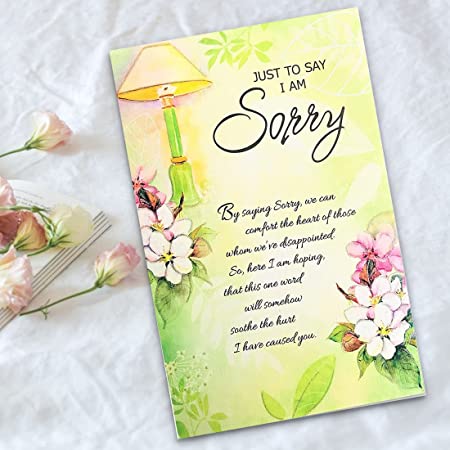 JUST TO SAY
I AM
Sorry
By saying Sorry, we can
comfort the heart of those
whom we've disappointed.
So, here I am hoping,
that this one word
will somehow
soothe the hurt
I have caused you.